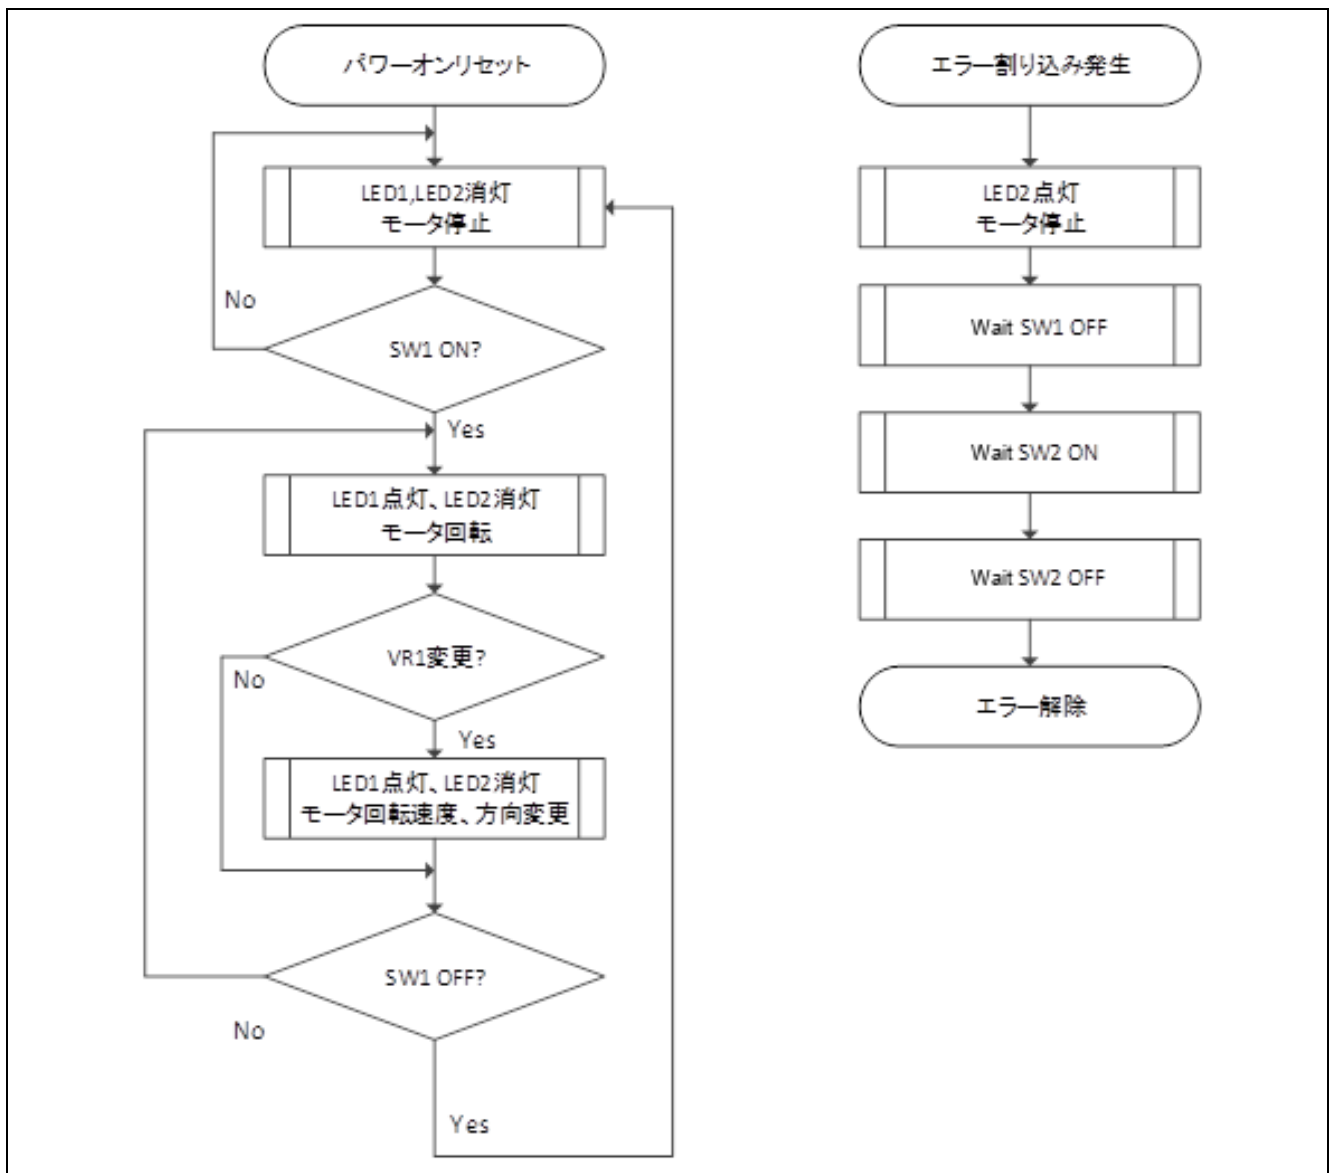 パワーオンリセット
LED1,LED2消灯
モータ停止
No
SW1 ON?
Yes
LED1点灯、LED2消灯
モータ回転
VR1変更?
No
Yes
LED1点灯、LED2消灯
モータ回転速度、方向変更
SW1 OFF?
No
Yes
エラー割り込み発生
LED2点灯
モータ停止
Wait SW1 OFF
Wait SW2 ON
Wait SW2 OFF
エラー解除